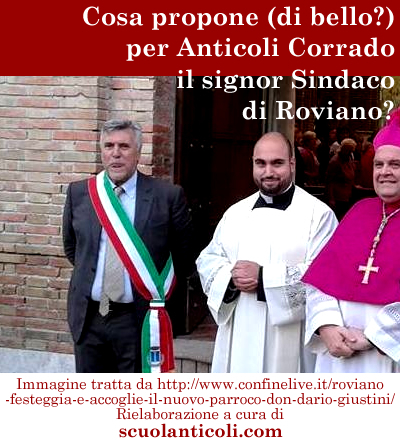 Cosa propone (di bello?)
per Anticoli Corrado
il signor Sindaco
di Roviano?
Immagine tratta da http://www.confinelive.it/roviano
-festeggia-e-accoglie-il-nuovo-parroco-don-dario-giustini/
Rielaborazione a cura di
scuolanticoli.com